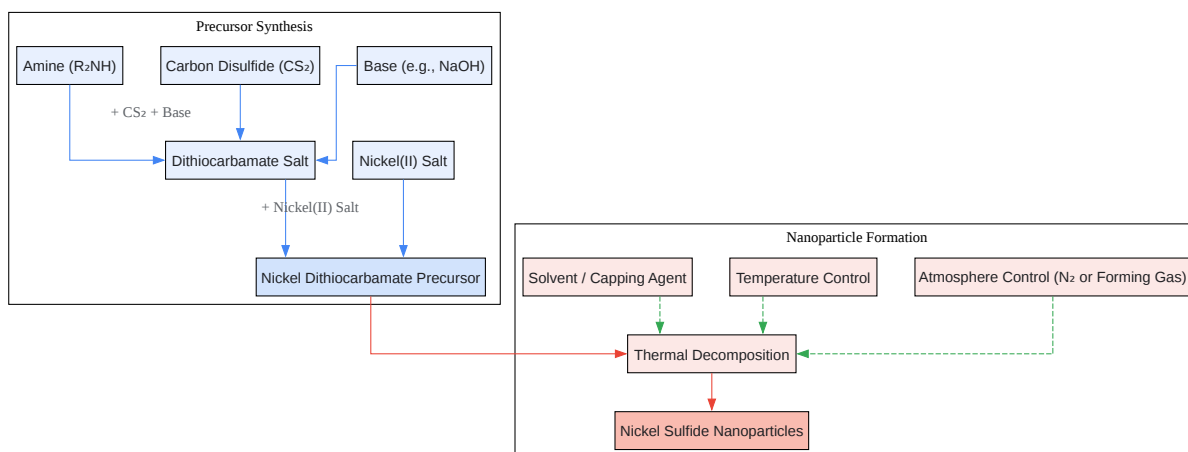 Precursor Synthesis
Amine (R₂NH)
Carbon Disulfide (CS₂)
Base (e.g., NaOH)
+ CS₂ + Base
Dithiocarbamate Salt
Nickel(II) Salt
+ Nickel(II) Salt
Nickel Dithiocarbamate Precursor
Nanoparticle Formation
Solvent / Capping Agent
Temperature Control
Atmosphere Control (N₂ or Forming Gas)
Thermal Decomposition
Nickel Sulfide Nanoparticles